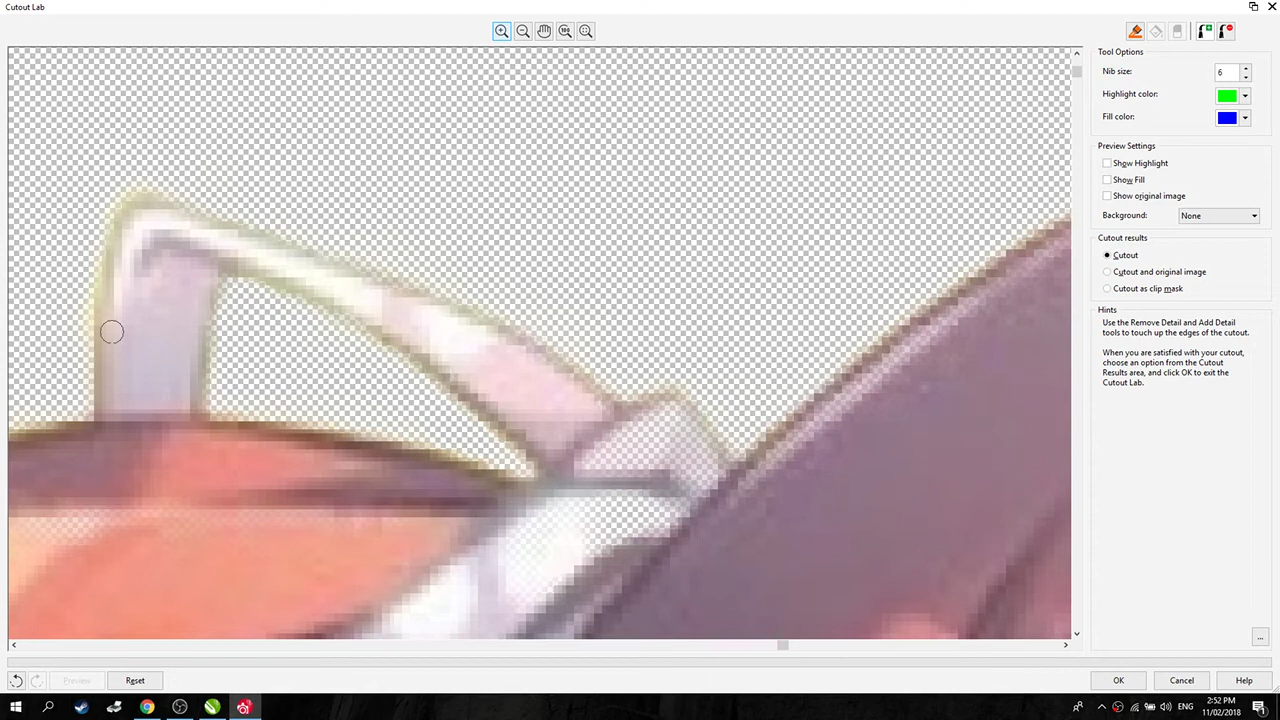 Cutout Lab
100
Tool Options
Nib size: 6
Highlight color:
Fill color:
Preview Settings
Show Highlight
Show Fill
Show original image
Background: None
Cutout results
Cutout
Cutout and original image
Cutout as clip mask
Hints
Use the Remove Detail and Add Detail
tools to touch up the edges of the cutout.
When you are satisfied with your cutout,
choose an option from the Cutout
Results area, and click OK to exit the
Cutout Lab.
...
Preview Reset OK Cancel Help
ENG 2:52 PM
11/02/2018